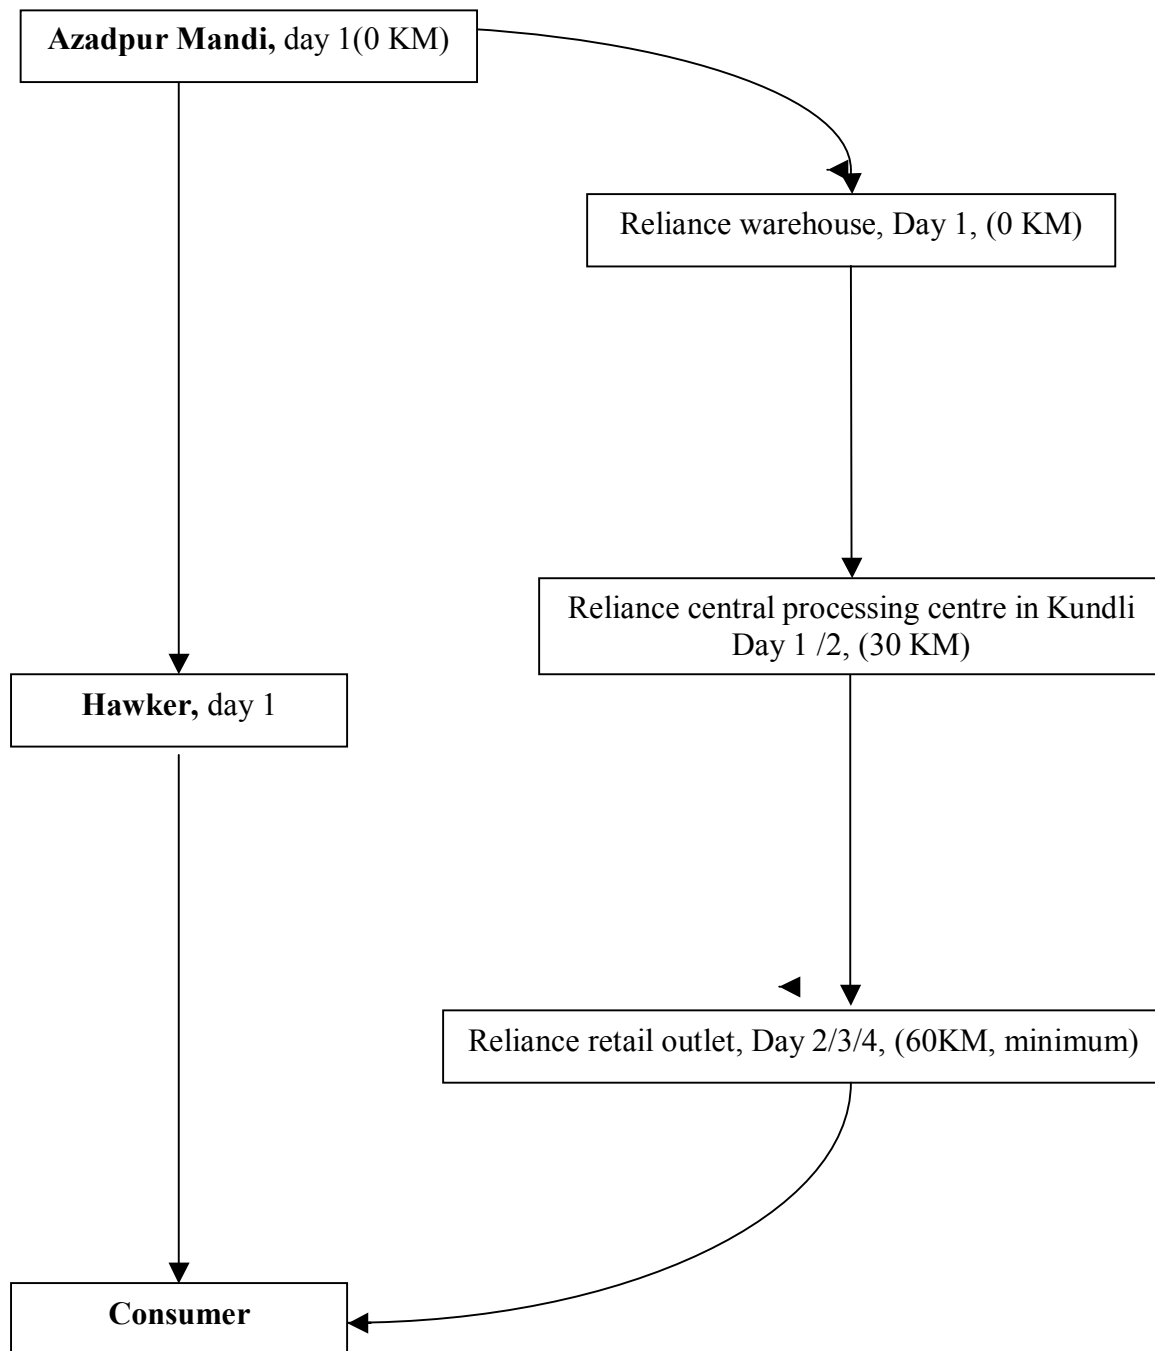 Azadpur Mandi, day 1(0 KM)
Reliance warehouse, Day 1, (0 KM)
Reliance central processing centre in Kundli
Day 1 /2, (30 KM)
Hawker, day 1
Reliance retail outlet, Day 2/3/4, (60KM, minimum)
Consumer